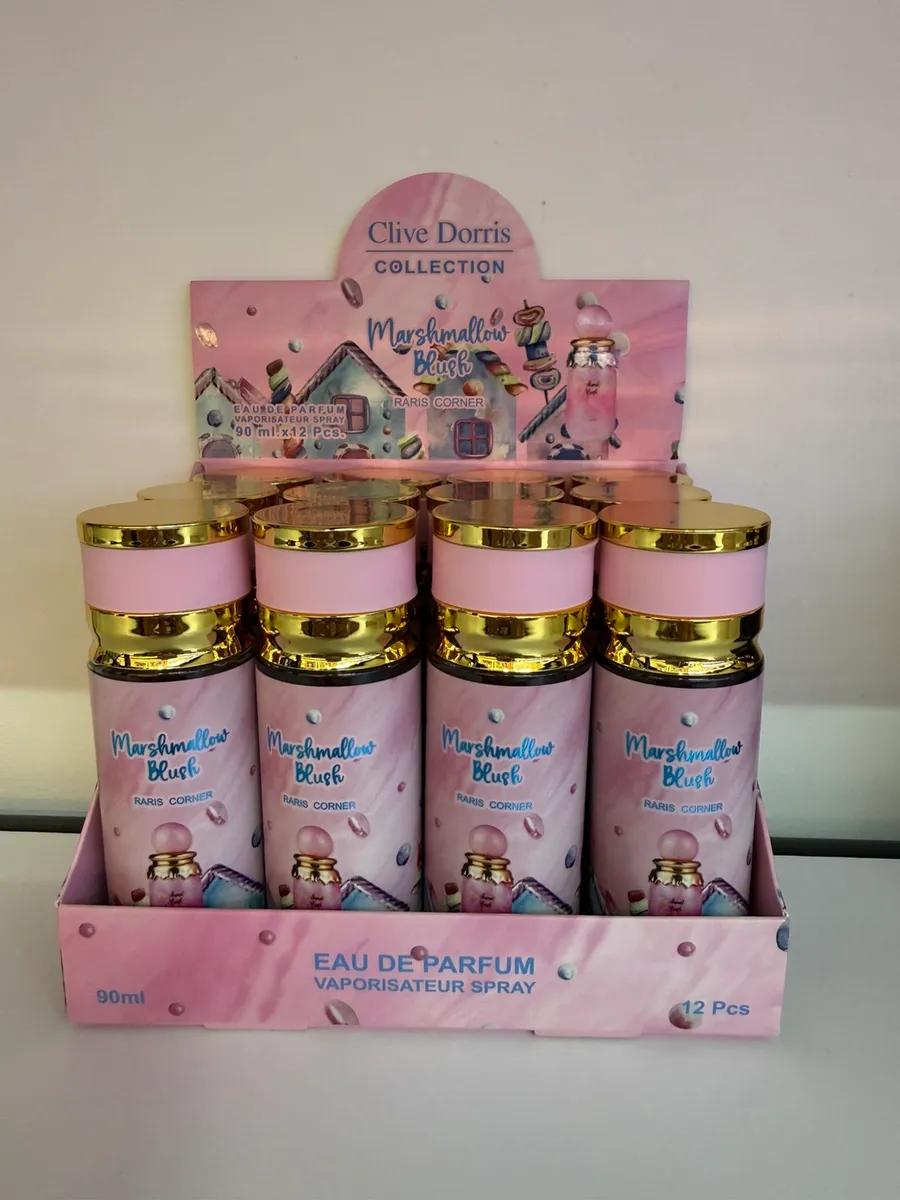 Clive Dorris
COLLECTION
Marshmallow
Blush
RARIS CORNER
EAU DE PARFUM
VAPORISATEUR SPRAY
90 ml.x12 Pcs.
Marshmallow
Blush
RARIS CORNER
Marshmallow
Blush
RARIS CORNER
Marshmallow
Blush
RARIS CORNER
Marshmallow
Blush
RARIS CORNER
EAU DE PARFUM
VAPORISATEUR SPRAY
90ml
12 Pcs